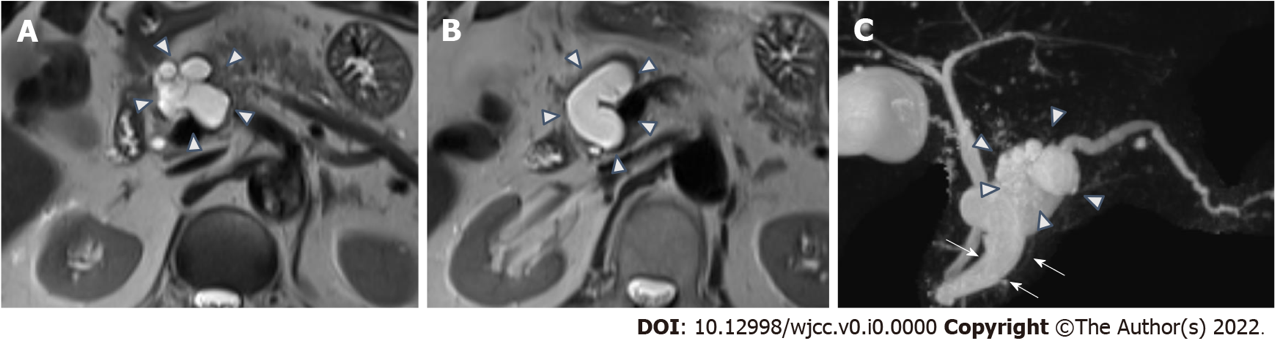 A
B
C
DOI: 10.12998/wjcc.v0.i0.0000 Copyright ©The Author(s) 2022.